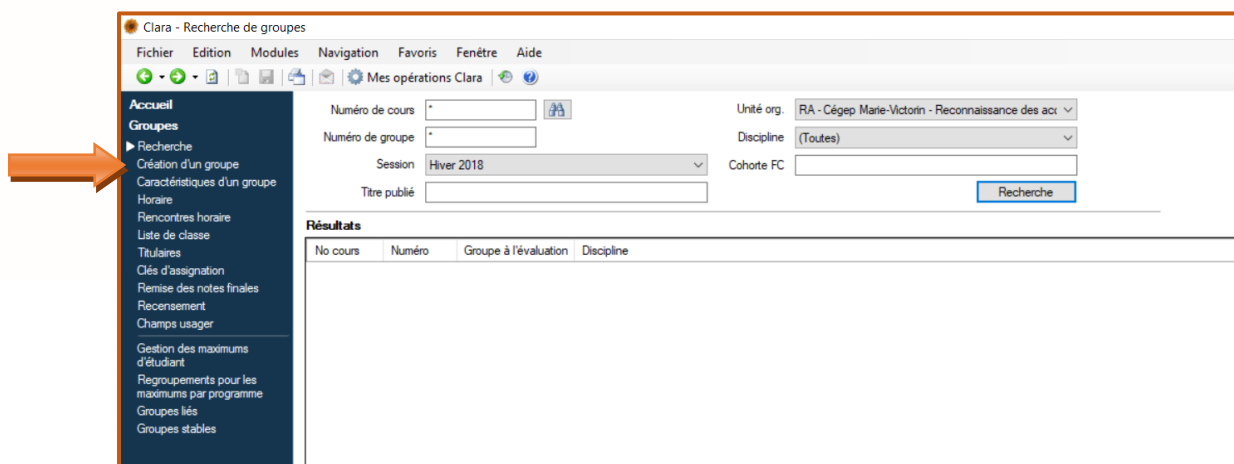 Clara - Recherche de groupes
Fichier Edition Modules Navigation Favoris Fenêtre Aide
Mes opérations Clara
Accueil
Groupes
Recherche
Création d'un groupe
Caractéristiques d'un groupe
Horaire
Rencontres horaire
Liste de classe
Titulaires
Clés d'assignation
Remise des notes finales
Recensement
Champs usager
Gestion des maximums
d'étudiant
Regroupements pour les
maximums par programme
Groupes liés
Groupes stables
Numéro de cours *
Unité org. RA - Cégep Marie-Victorin - Reconnaissance des acc
Numéro de groupe *
Discipline (Toutes)
Session Hiver 2018
Cohorte FC
Titre publié
Recherche
Résultats
No cours Numéro Groupe à l'évaluation Discipline